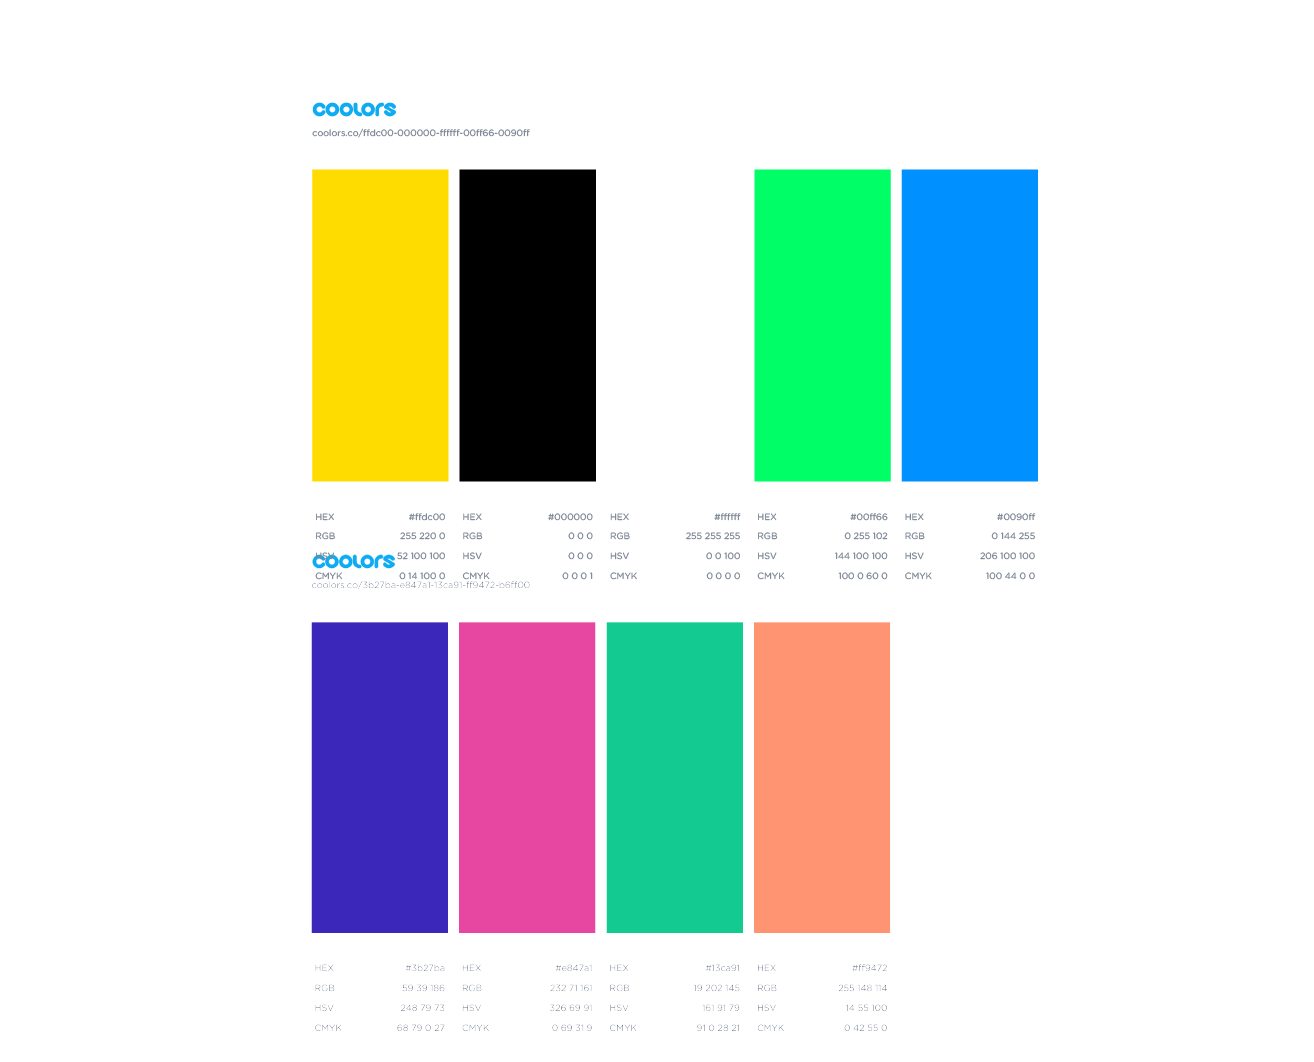 coolors
coolors.co/ffdc00-000000-ffffff-00ff66-0090ff
HEX #ffdc00 HEX #000000 HEX #ffffff HEX #00ff66 HEX #0090ff
RGB 255 220 0 RGB 0 0 0 RGB 255 255 255 RGB 0 255 102 RGB 0 144 255
HSV 52 100 100 HSV 0 0 0 HSV 0 0 100 HSV 144 100 100 HSV 206 100 100
coolors
CMYK 0 14 100 0 CMYK 0 0 0 1 CMYK 0 0 0 0 CMYK 100 0 60 0 CMYK 100 44 0 0
coolors.co/3b27ba-e847a1-13ca91-ff9472-b6ff00
HEX #3b27ba HEX #e847a1 HEX #13ca91 HEX #ff9472
RGB 59 39 186 RGB 232 71 161 RGB 19 202 145 RGB 255 148 114
HSV 248 79 73 HSV 326 69 91 HSV 161 91 79 HSV 14 55 100
CMYK 68 79 0 27 CMYK 0 69 31 9 CMYK 91 0 28 21 CMYK 0 42 55 0